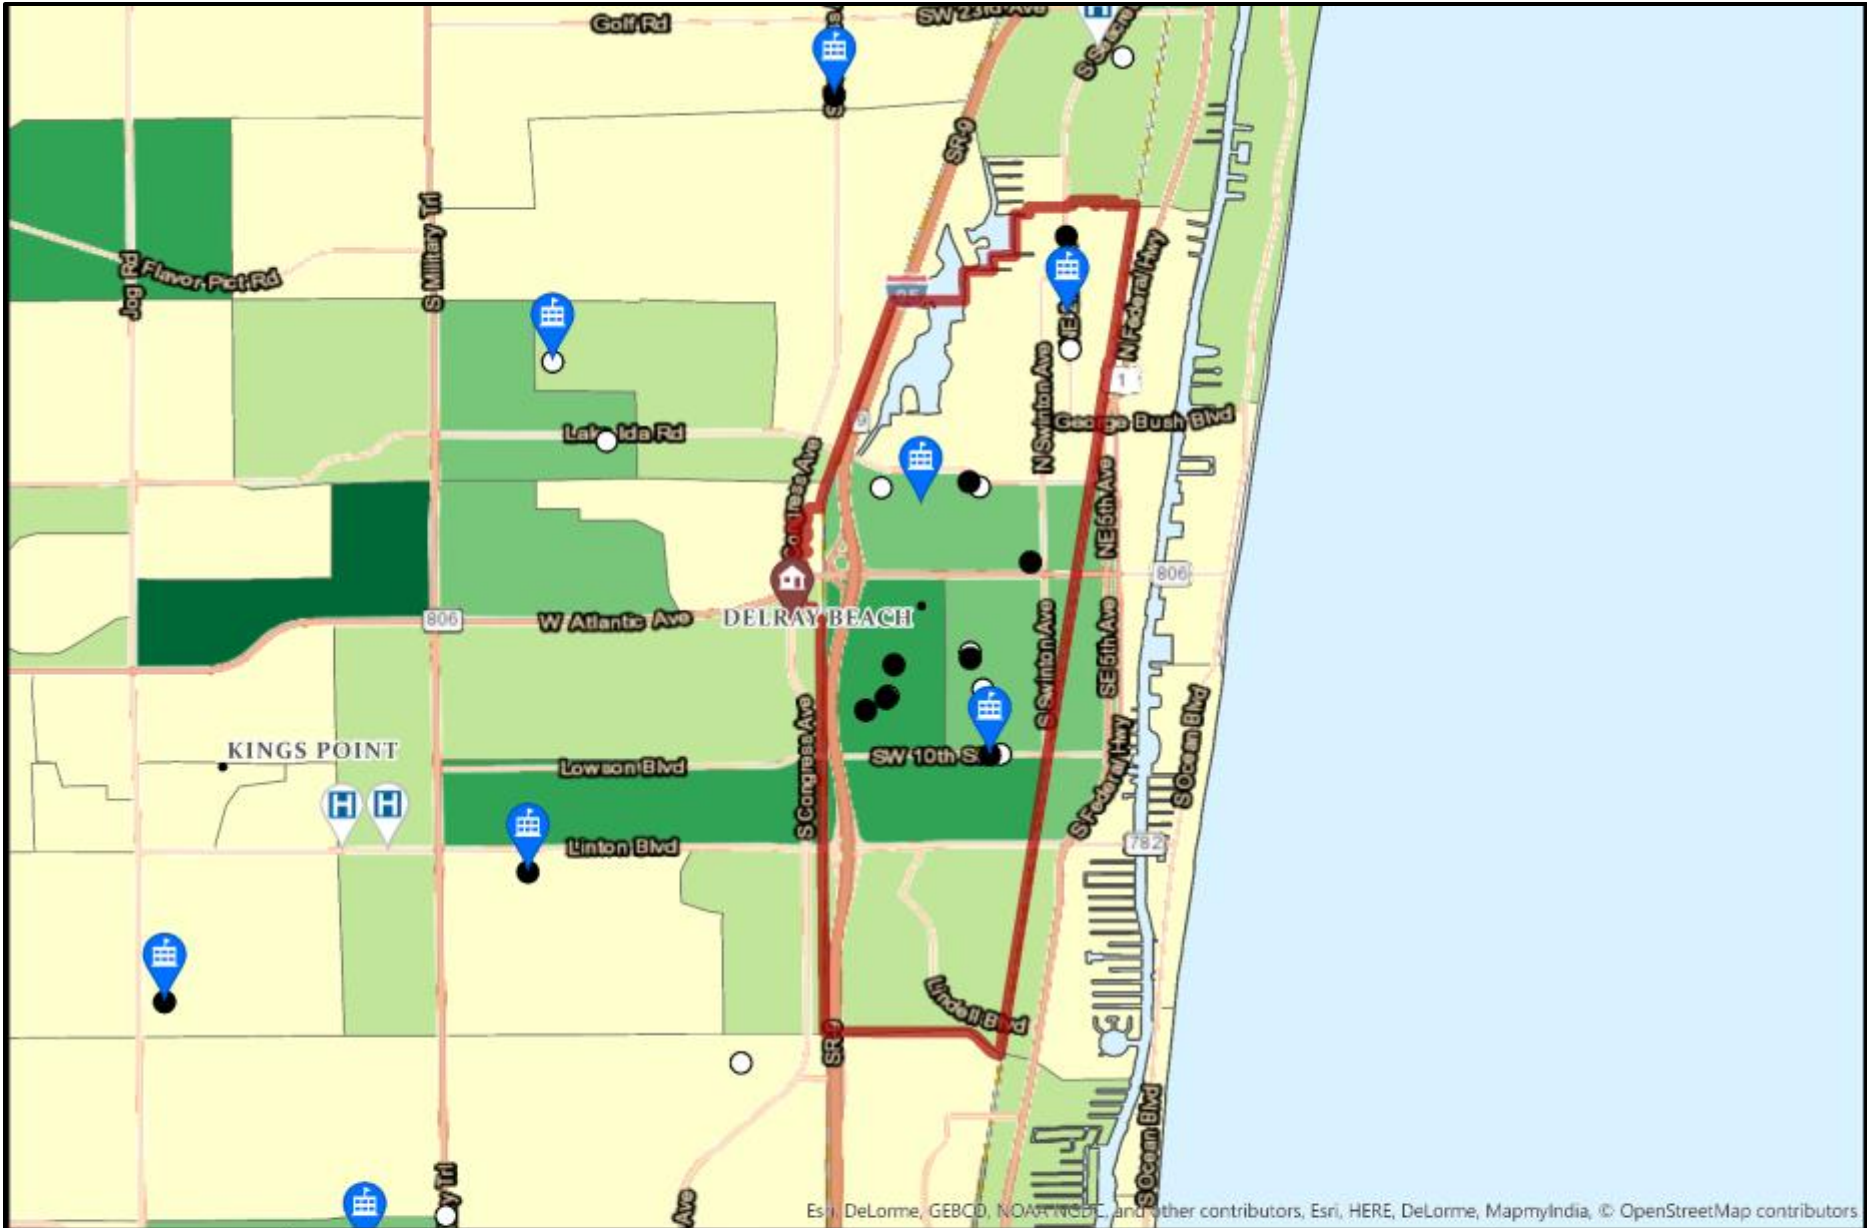 Golf Rd
SW 23rd Ave
SR-9
S Military Trl
Jog Rd
Flavor Pict Rd
95
N Federal Hwy
N Swinton Ave
1
George Bush Blvd
9
Lake Ida Rd
Congress Ave
NE 5th Ave
806
806
W Atlantic Ave
DELRAY BEACH
S Swinton Ave
SE 5th Ave
S Congress Ave
S Ocean Blvd
KINGS POINT
SW 10th S
Lowson Blvd
S Federal Hwy
H
H
Linton Blvd
782
Lindell Blvd
SR-9
S Ocean Blvd
y Trl
Ave
Esri, DeLorme, GEBCO, NOAA NGDC, and other contributors, Esri, HERE, DeLorme, MapmyIndia, © OpenStreetMap contributors